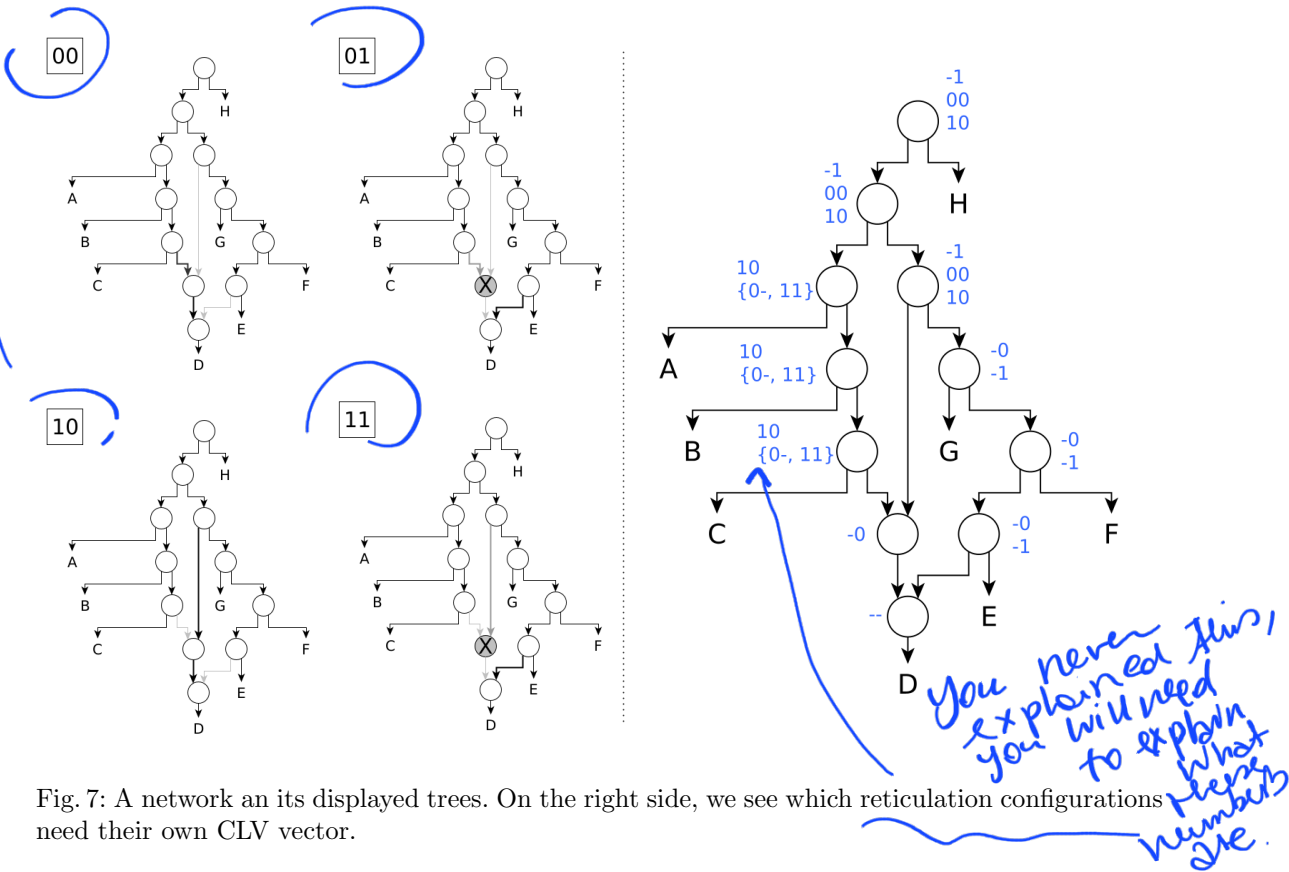 00
H
A
B
G
C
F
E
D
01
H
A
B
G
C
F
E
D
10
H
A
B
G
C
F
E
D
11
H
A
B
G
C
F
E
D
-1
00
10
H
-1
00
10
10
{0-, 11}
-1
00
10
A
10
{0-, 11}
-0
-1
B
10
{0-, 11}
G
-0
-1
C
-0
-0
-1
F
--
E
D
You never
explained this,
you will need
to explain
what
these
numbers
are.
Fig. 7: A network an its displayed trees. On the right side, we see which reticulation configurations
need their own CLV vector.